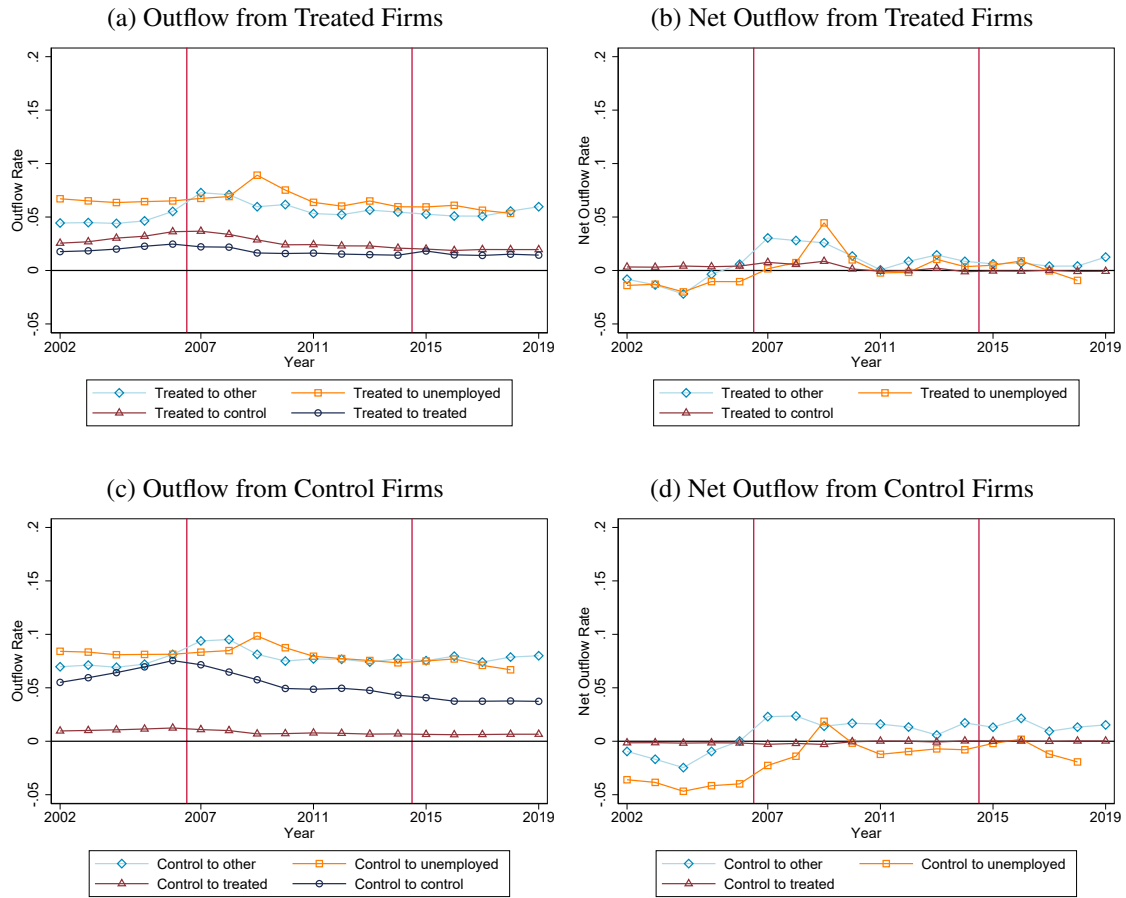 (a) Outflow from Treated Firms
Outflow Rate
.2
.15
.1
.05
0
-.05
2002 2007 2011 2015 2019
Year
Treated to other Treated to unemployed
Treated to control Treated to treated
(b) Net Outflow from Treated Firms
Net Outflow Rate
.2
.15
.1
.05
0
-.05
2002 2007 2011 2015 2019
Year
Treated to other Treated to unemployed
Treated to control
(c) Outflow from Control Firms
Outflow Rate
.2
.15
.1
.05
0
-.05
2002 2007 2011 2015 2019
Year
Control to other Control to unemployed
Control to treated Control to control
(d) Net Outflow from Control Firms
Net Outflow Rate
.2
.15
.1
.05
0
-.05
2002 2007 2011 2015 2019
Year
Control to other Control to unemployed
Control to treated